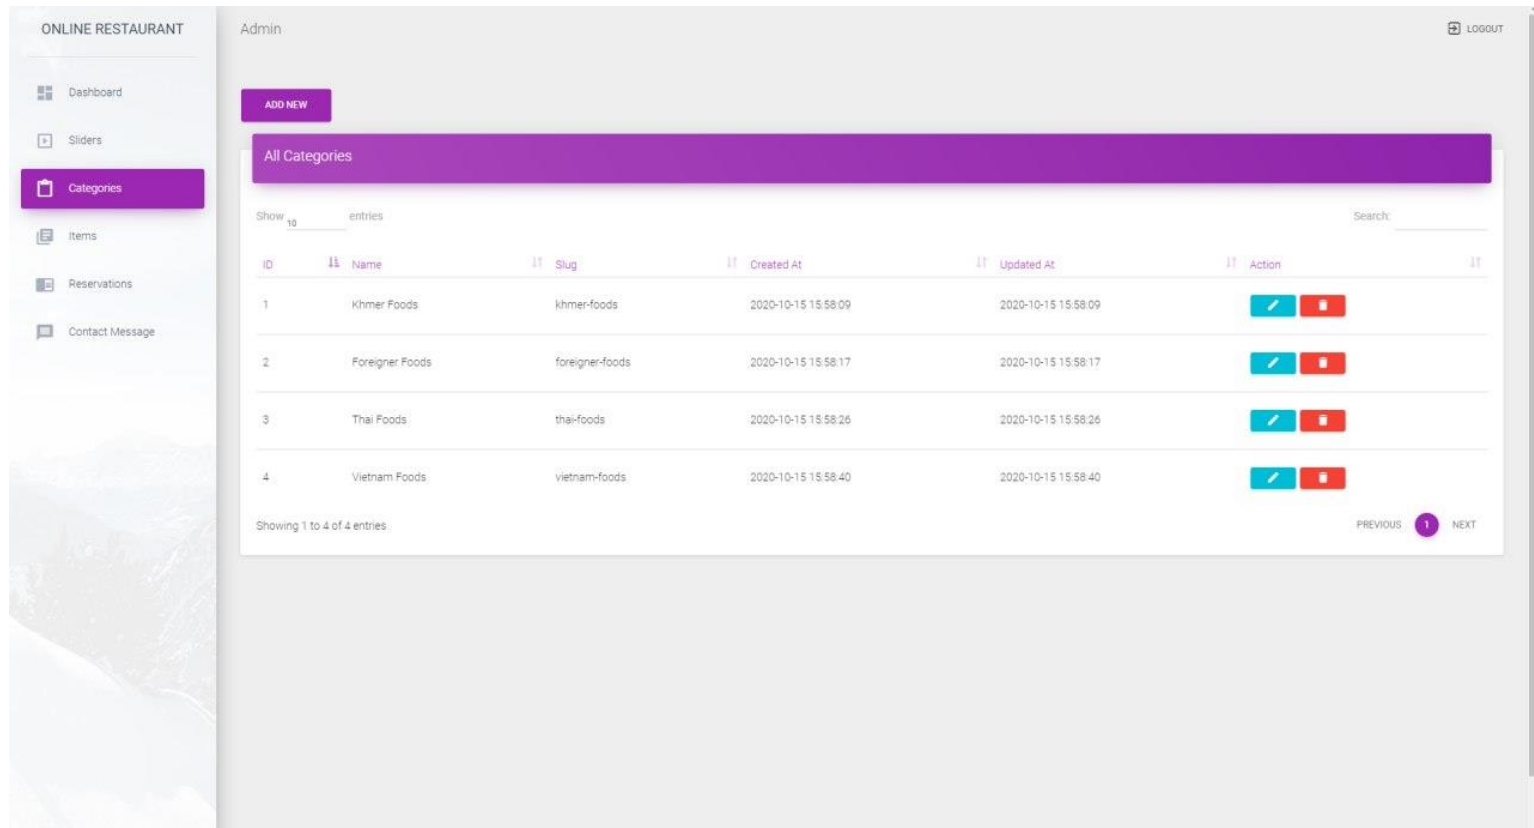 ONLINE RESTAURANT
Admin
LOGOUT
Dashboard
Sliders
Categories
Items
Reservations
Contact Message
ADD NEW
All Categories
Show 10 entries
Search:
ID Name Slug Created At Updated At Action
1 Khmer Foods khmer-foods 2020-10-15 15:58:09 2020-10-15 15:58:09
2 Foreigner Foods foreigner-foods 2020-10-15 15:58:17 2020-10-15 15:58:17
3 Thai Foods thai-foods 2020-10-15 15:58:26 2020-10-15 15:58:26
4 Vietnam Foods vietnam-foods 2020-10-15 15:58:40 2020-10-15 15:58:40
Showing 1 to 4 of 4 entries
PREVIOUS 1 NEXT